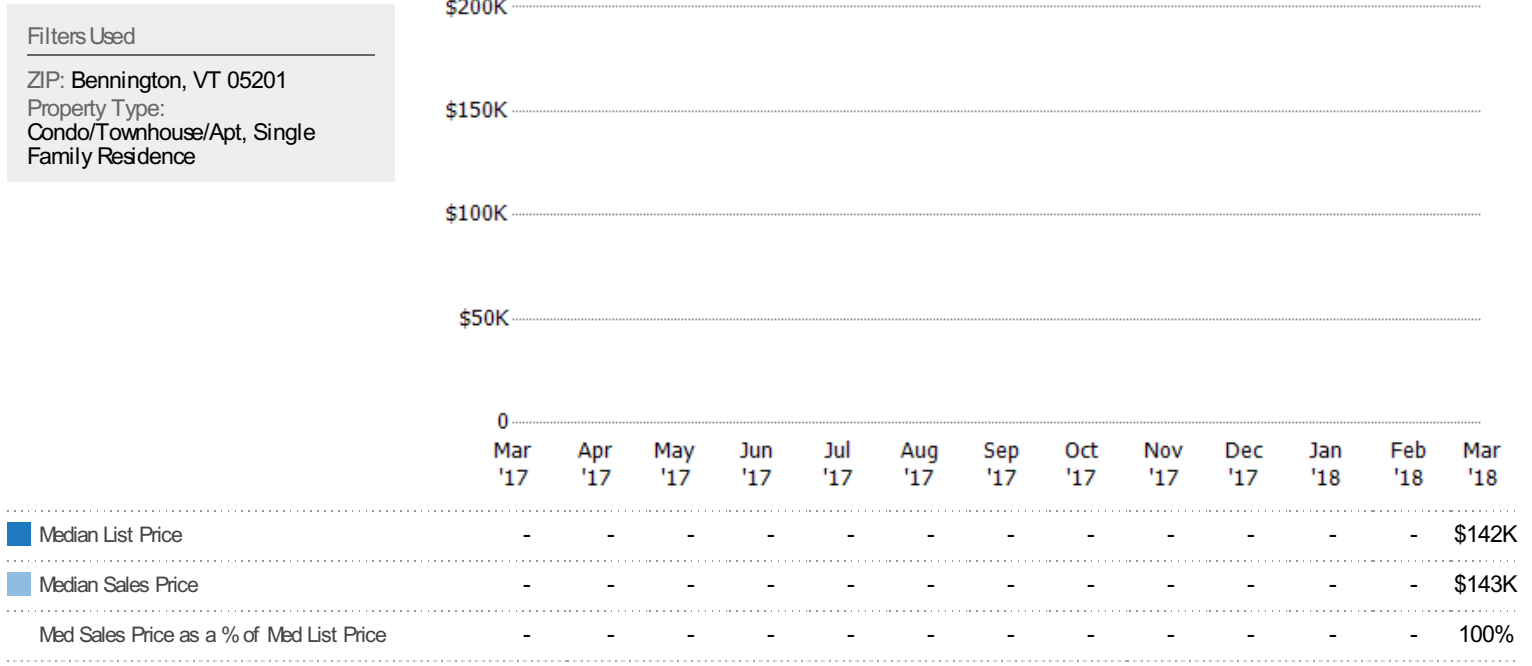 Filters Used
ZIP: Bennington, VT 05201
Property Type:
Condo/Townhouse/Apt, Single
Family Residence
$200K
$150K
$100K
$50K
0
Mar Apr May Jun Jul Aug Sep Oct Nov Dec Jan Feb Mar
'17 '17 '17 '17 '17 '17 '17 '17 '17 '17 '18 '18 '18
Median List Price - - - - - - - - - - - - $142K
Median Sales Price - - - - - - - - - - - - $143K
Med Sales Price as a % of Med List Price - - - - - - - - - - - - 100%